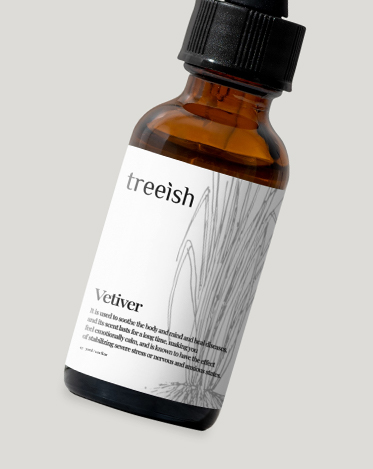 treeìsh
Vetiver
It is used to soothe the body and mind and heal diseases,
and its scent lasts for a long time, making you
feel emotionally calm, and is known to have the effect
of stabilizing severe stress or nervous and anxious states.